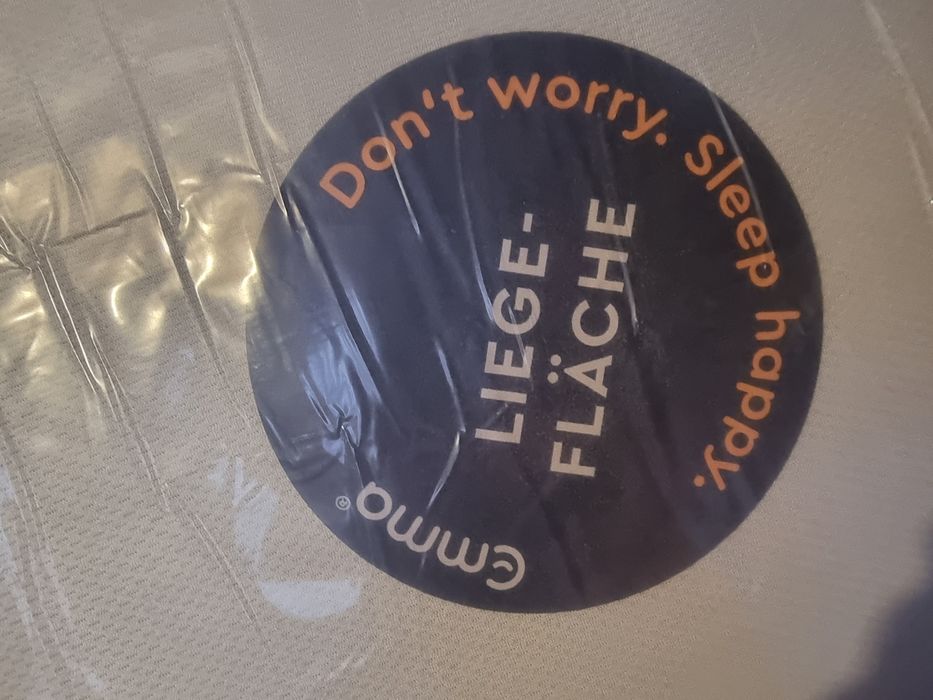 Don't worry. Sleep happy.
LIEGE-
FLÄCHE
emma®